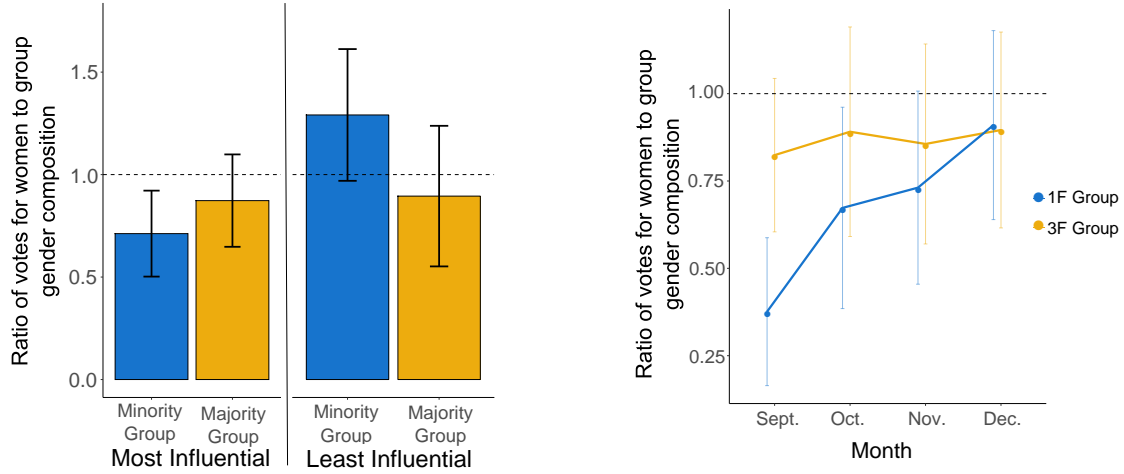 Ratio of votes for women to group
gender composition
1.5
1.0
0.5
0.0
Minority
Group
Majority
Group
Minority
Group
Majority
Group
Most Influential
Least Influential
Ratio of votes for women to group
gender composition
1.00
0.75
0.50
0.25
Sept.
Oct.
Nov.
Dec.
Month
1F Group
3F Group